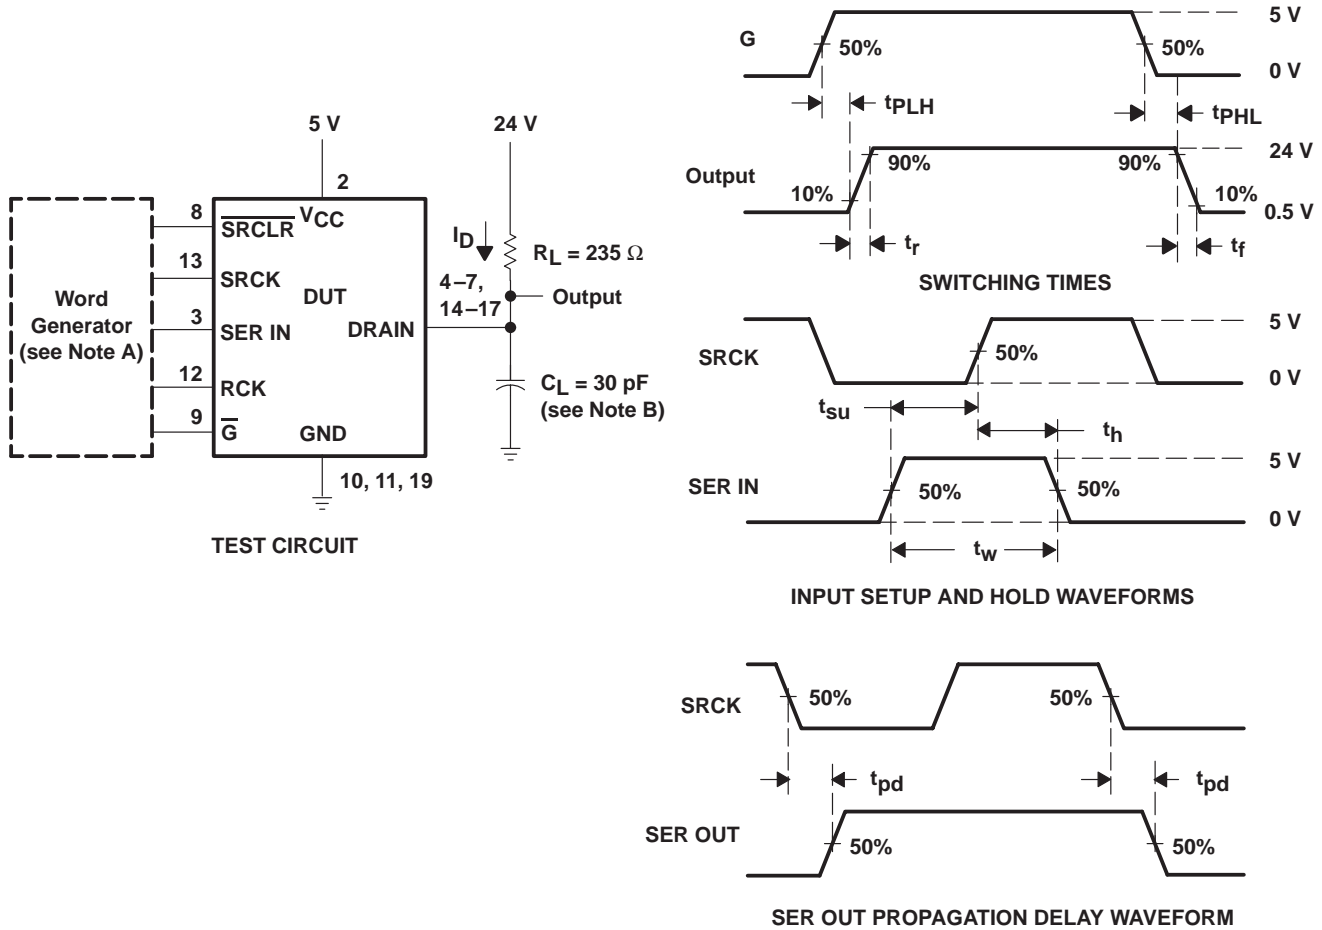 5 V
24 V
2
Word
Generator
(see Note A)
8
13
3
12
9
SRCLR
VCC
SRCK
DUT
SER IN
DRAIN
RCK
G
GND
ID
4–7,
14–17
RL = 235 Ω
Output
CL = 30 pF
(see Note B)
10, 11, 19
TEST CIRCUIT
G
50%
50%
5 V
0 V
tPLH
tPHL
Output
10%
90%
90%
10%
24 V
0.5 V
tr
tf
SWITCHING TIMES
SRCK
50%
5 V
0 V
tsu
th
SER IN
50%
50%
5 V
0 V
tw
INPUT SETUP AND HOLD WAVEFORMS
SRCK
50%
50%
tpd
tpd
SER OUT
50%
50%
SER OUT PROPAGATION DELAY WAVEFORM